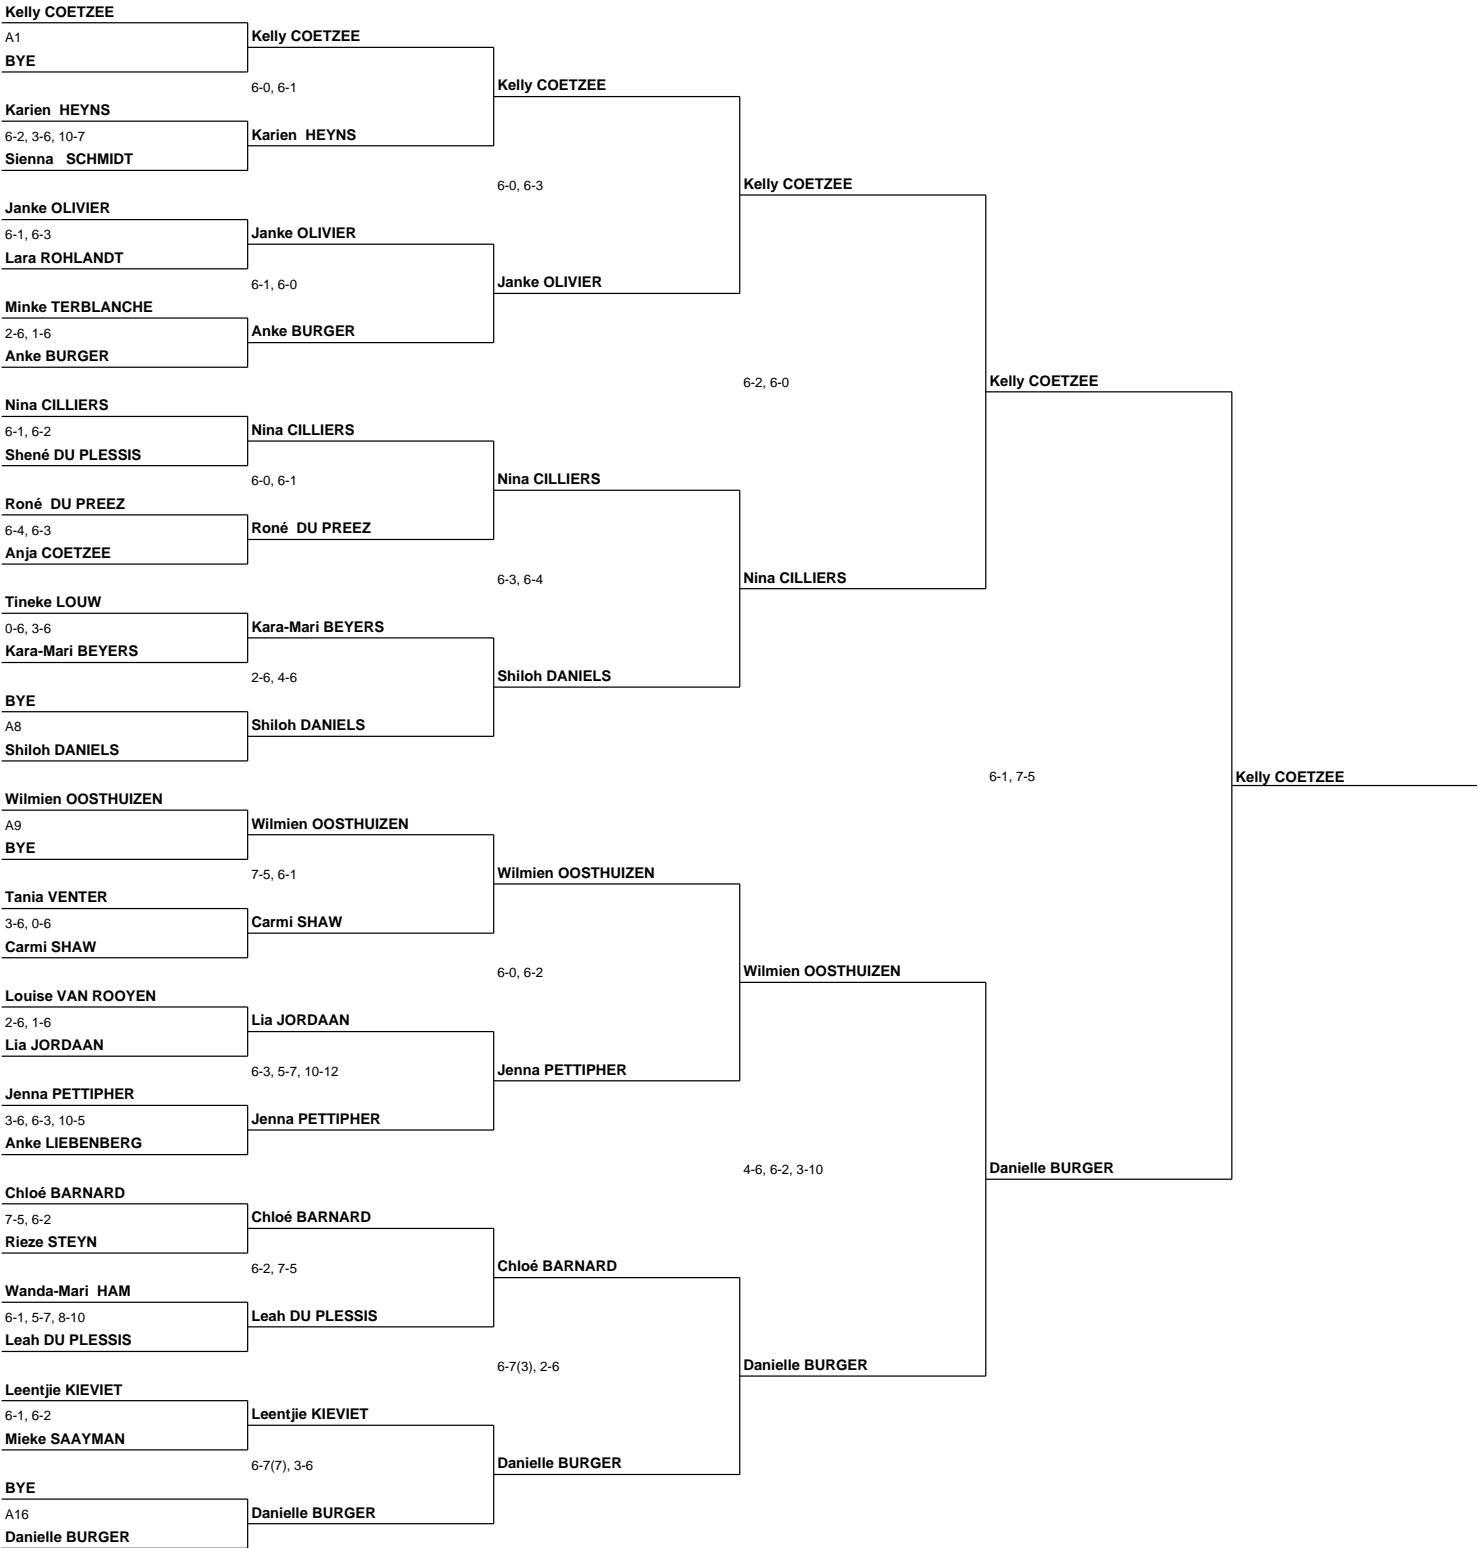 Kelly COETZEE
A1
BYE
Karien HEYNS
6-2, 3-6, 10-7
Sienna SCHMIDT
Janke OLIVIER
6-1, 6-3
Lara ROHLANDT
Minke TERBLANCHE
2-6, 1-6
Anke BURGER
Nina CILLIERS
6-1, 6-2
Shené DU PLESSIS
Roné DU PREEZ
6-4, 6-3
Anja COETZEE
Tineke LOUW
0-6, 3-6
Kara-Mari BEYERS
BYE
A8
Shiloh DANIELS
Wilmien OOSTHUIZEN
A9
BYE
Tania VENTER
3-6, 0-6
Carmi SHAW
Louise VAN ROOYEN
2-6, 1-6
Lia JORDAAN
Jenna PETTIPHER
3-6, 6-3, 10-5
Anke LIEBENBERG
Chloé BARNARD
7-5, 6-2
Rieze STEYN
Wanda-Mari HAM
6-1, 5-7, 8-10
Leah DU PLESSIS
Leentjie KIEVIET
6-1, 6-2
Mieke SAAYMAN
BYE
A16
Danielle BURGER
Kelly COETZEE
6-0, 6-1
Karien HEYNS
Janke OLIVIER
6-1, 6-0
Anke BURGER
Nina CILLIERS
6-0, 6-1
Roné DU PREEZ
Kara-Mari BEYERS
2-6, 4-6
Shiloh DANIELS
Wilmien OOSTHUIZEN
7-5, 6-1
Carmi SHAW
Lia JORDAAN
6-3, 5-7, 10-12
Jenna PETTIPHER
Chloé BARNARD
6-2, 7-5
Leah DU PLESSIS
Leentjie KIEVIET
6-7(7), 3-6
Danielle BURGER
Kelly COETZEE
6-0, 6-3
Janke OLIVIER
Nina CILLIERS
6-3, 6-4
Shiloh DANIELS
Wilmien OOSTHUIZEN
6-0, 6-2
Jenna PETTIPHER
Chloé BARNARD
6-7(3), 2-6
Danielle BURGER
Kelly COETZEE
6-2, 6-0
Nina CILLIERS
Wilmien OOSTHUIZEN
4-6, 6-2, 3-10
Danielle BURGER
Kelly COETZEE
6-1, 7-5
Danielle BURGER
Kelly COETZEE